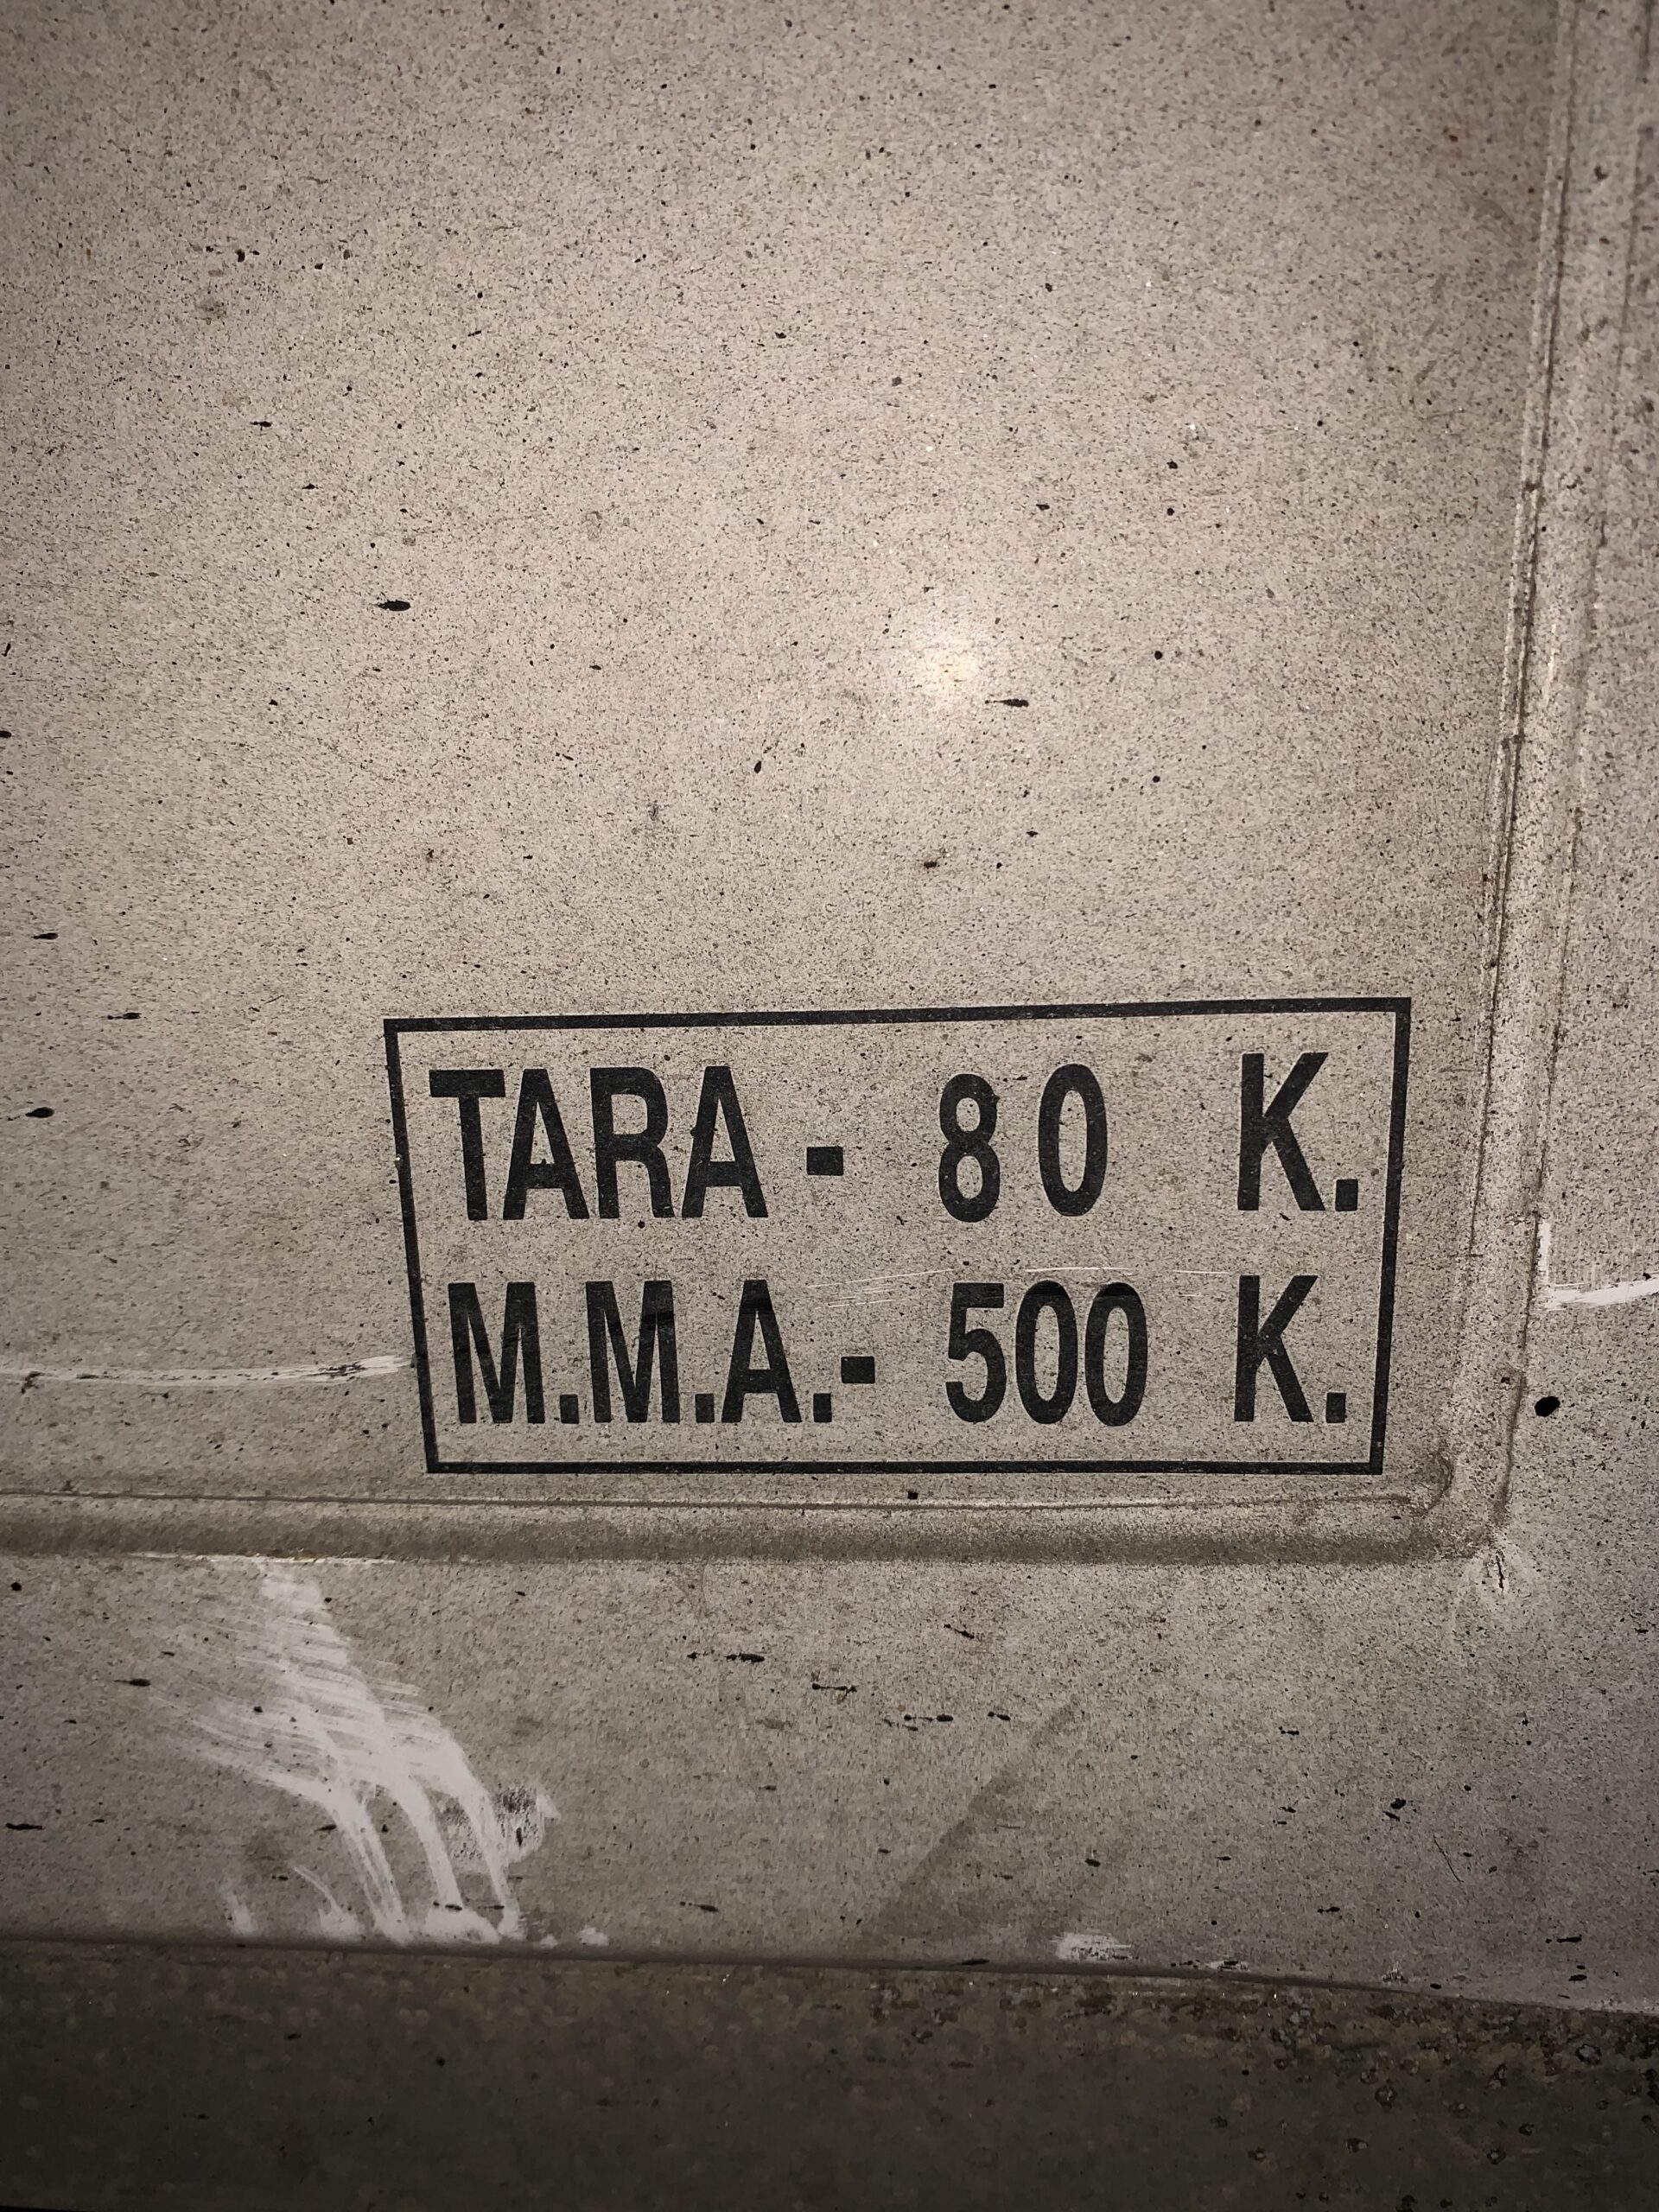 TARA - 80 K.
M.M.A.- 500 K.